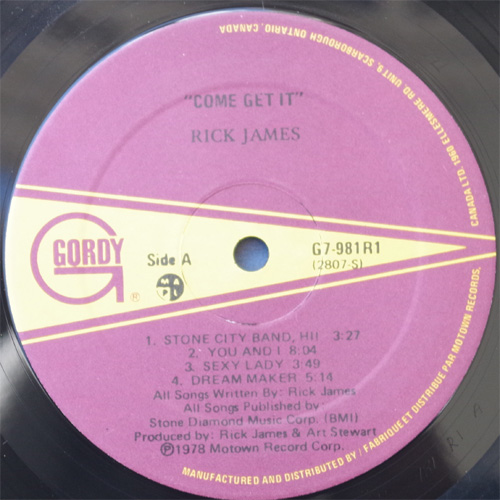 "COME GET IT"
RICK JAMES
GORDY
®
Side A
M A P L
G7-981R1
(2807-S)
1. STONE CITY BAND, HI! 3:27
2. YOU AND I 8:04
3. SEXY LADY 3:49
4. DREAM MAKER 5:14
All Songs Written By: Rick James
All Songs Published by
Stone Diamond Music Corp. (BMI)
Produced by: Rick James & Art Stewart
Ⓟ1978 Motown Record Corp.
MANUFACTURED AND DISTRIBUTED BY / FABRIQUE ET DISTRIBUE PAR MOTOWN RECORDS, CANADA LTD. 1960 ELLESMERE RD. UNIT 9, SCARBOROUGH ONTARIO, CANADA